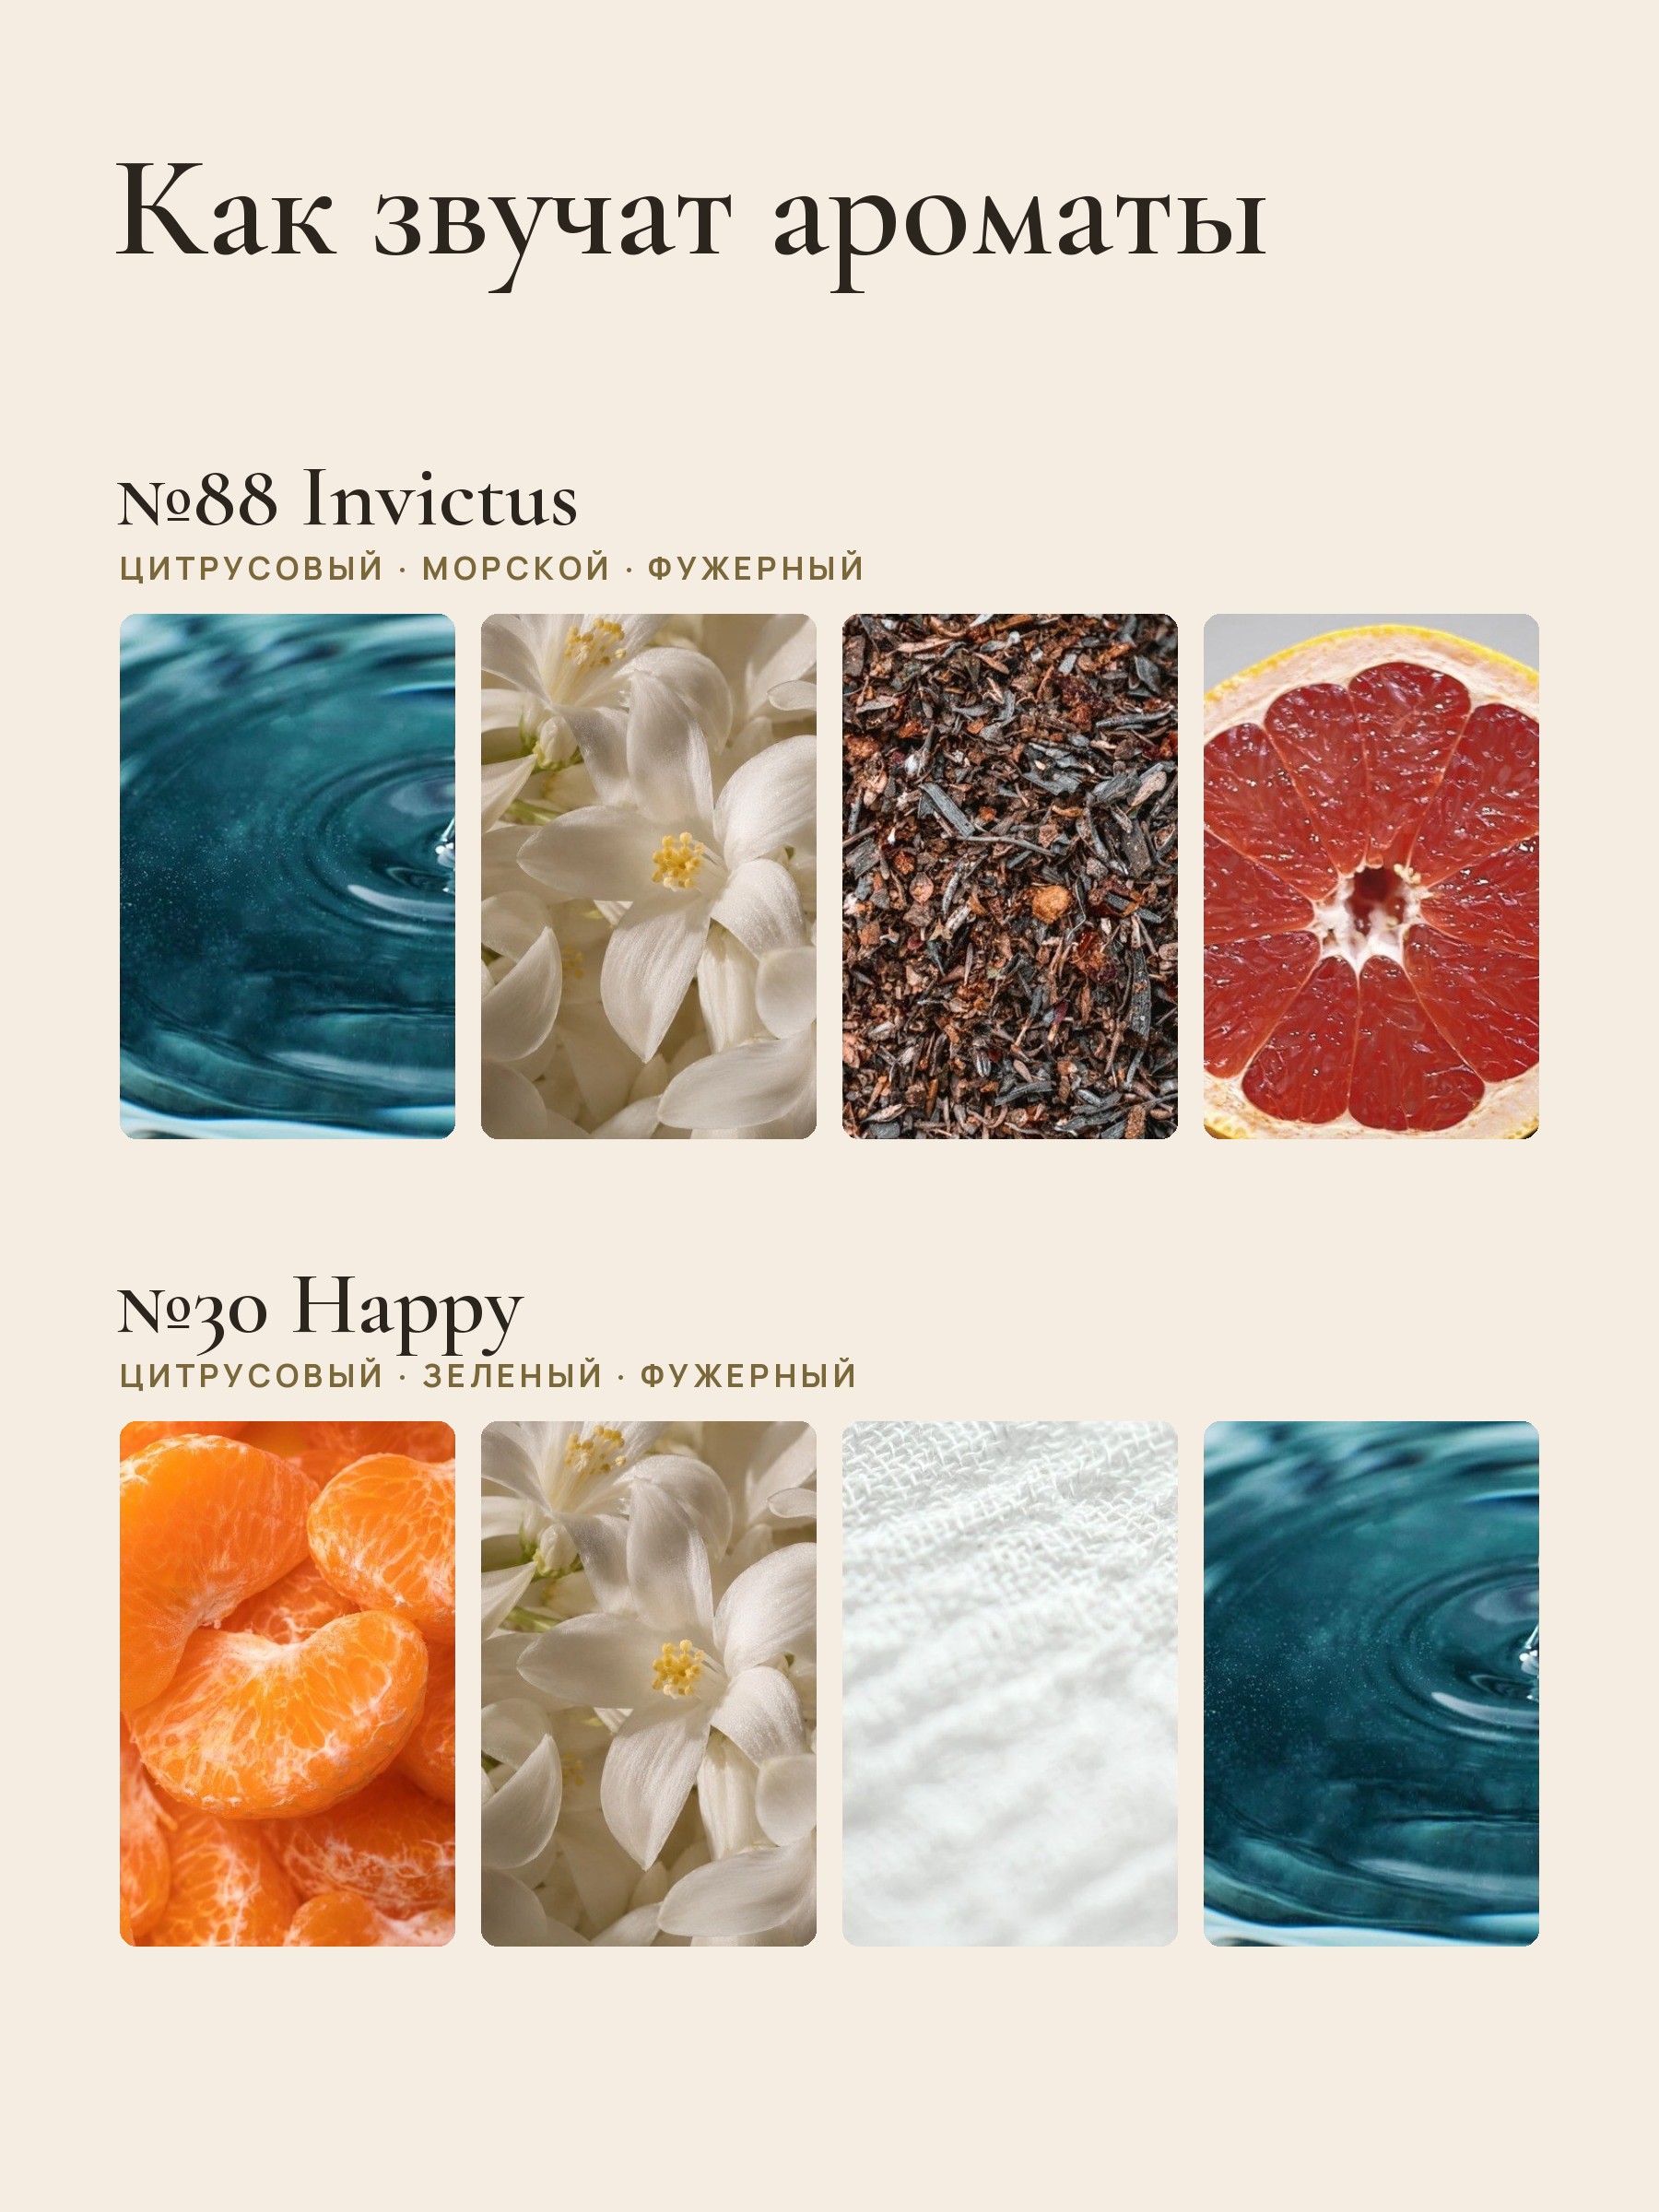 Как звучат ароматы
№88 Invictus
ЦИТРУСОВЫЙ · МОРСКОЙ · ФУЖЕРНЫЙ
№30 Happy
ЦИТРУСОВЫЙ · ЗЕЛЕНЫЙ · ФУЖЕРНЫЙ